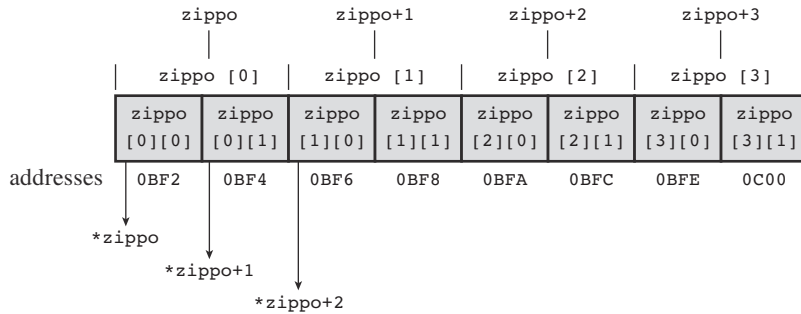 zippo zippo+1 zippo+2 zippo+3
zippo [0] zippo [1] zippo [2] zippo [3]
zippo zippo zippo zippo zippo zippo zippo zippo
[0][0] [0][1] [1][0] [1][1] [2][0] [2][1] [3][0] [3][1]
addresses 0BF2 0BF4 0BF6 0BF8 0BFA 0BFC 0BFE 0C00
*zippo
*zippo+1
*zippo+2